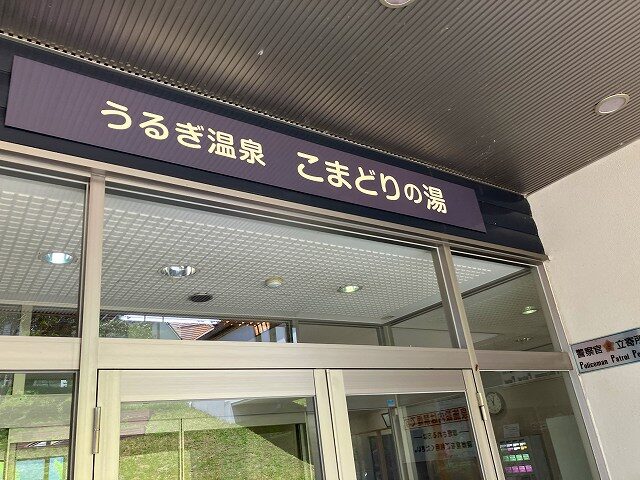 うるぎ温泉 こまどりの湯
警察官立寄所
Policeman Patrol Po